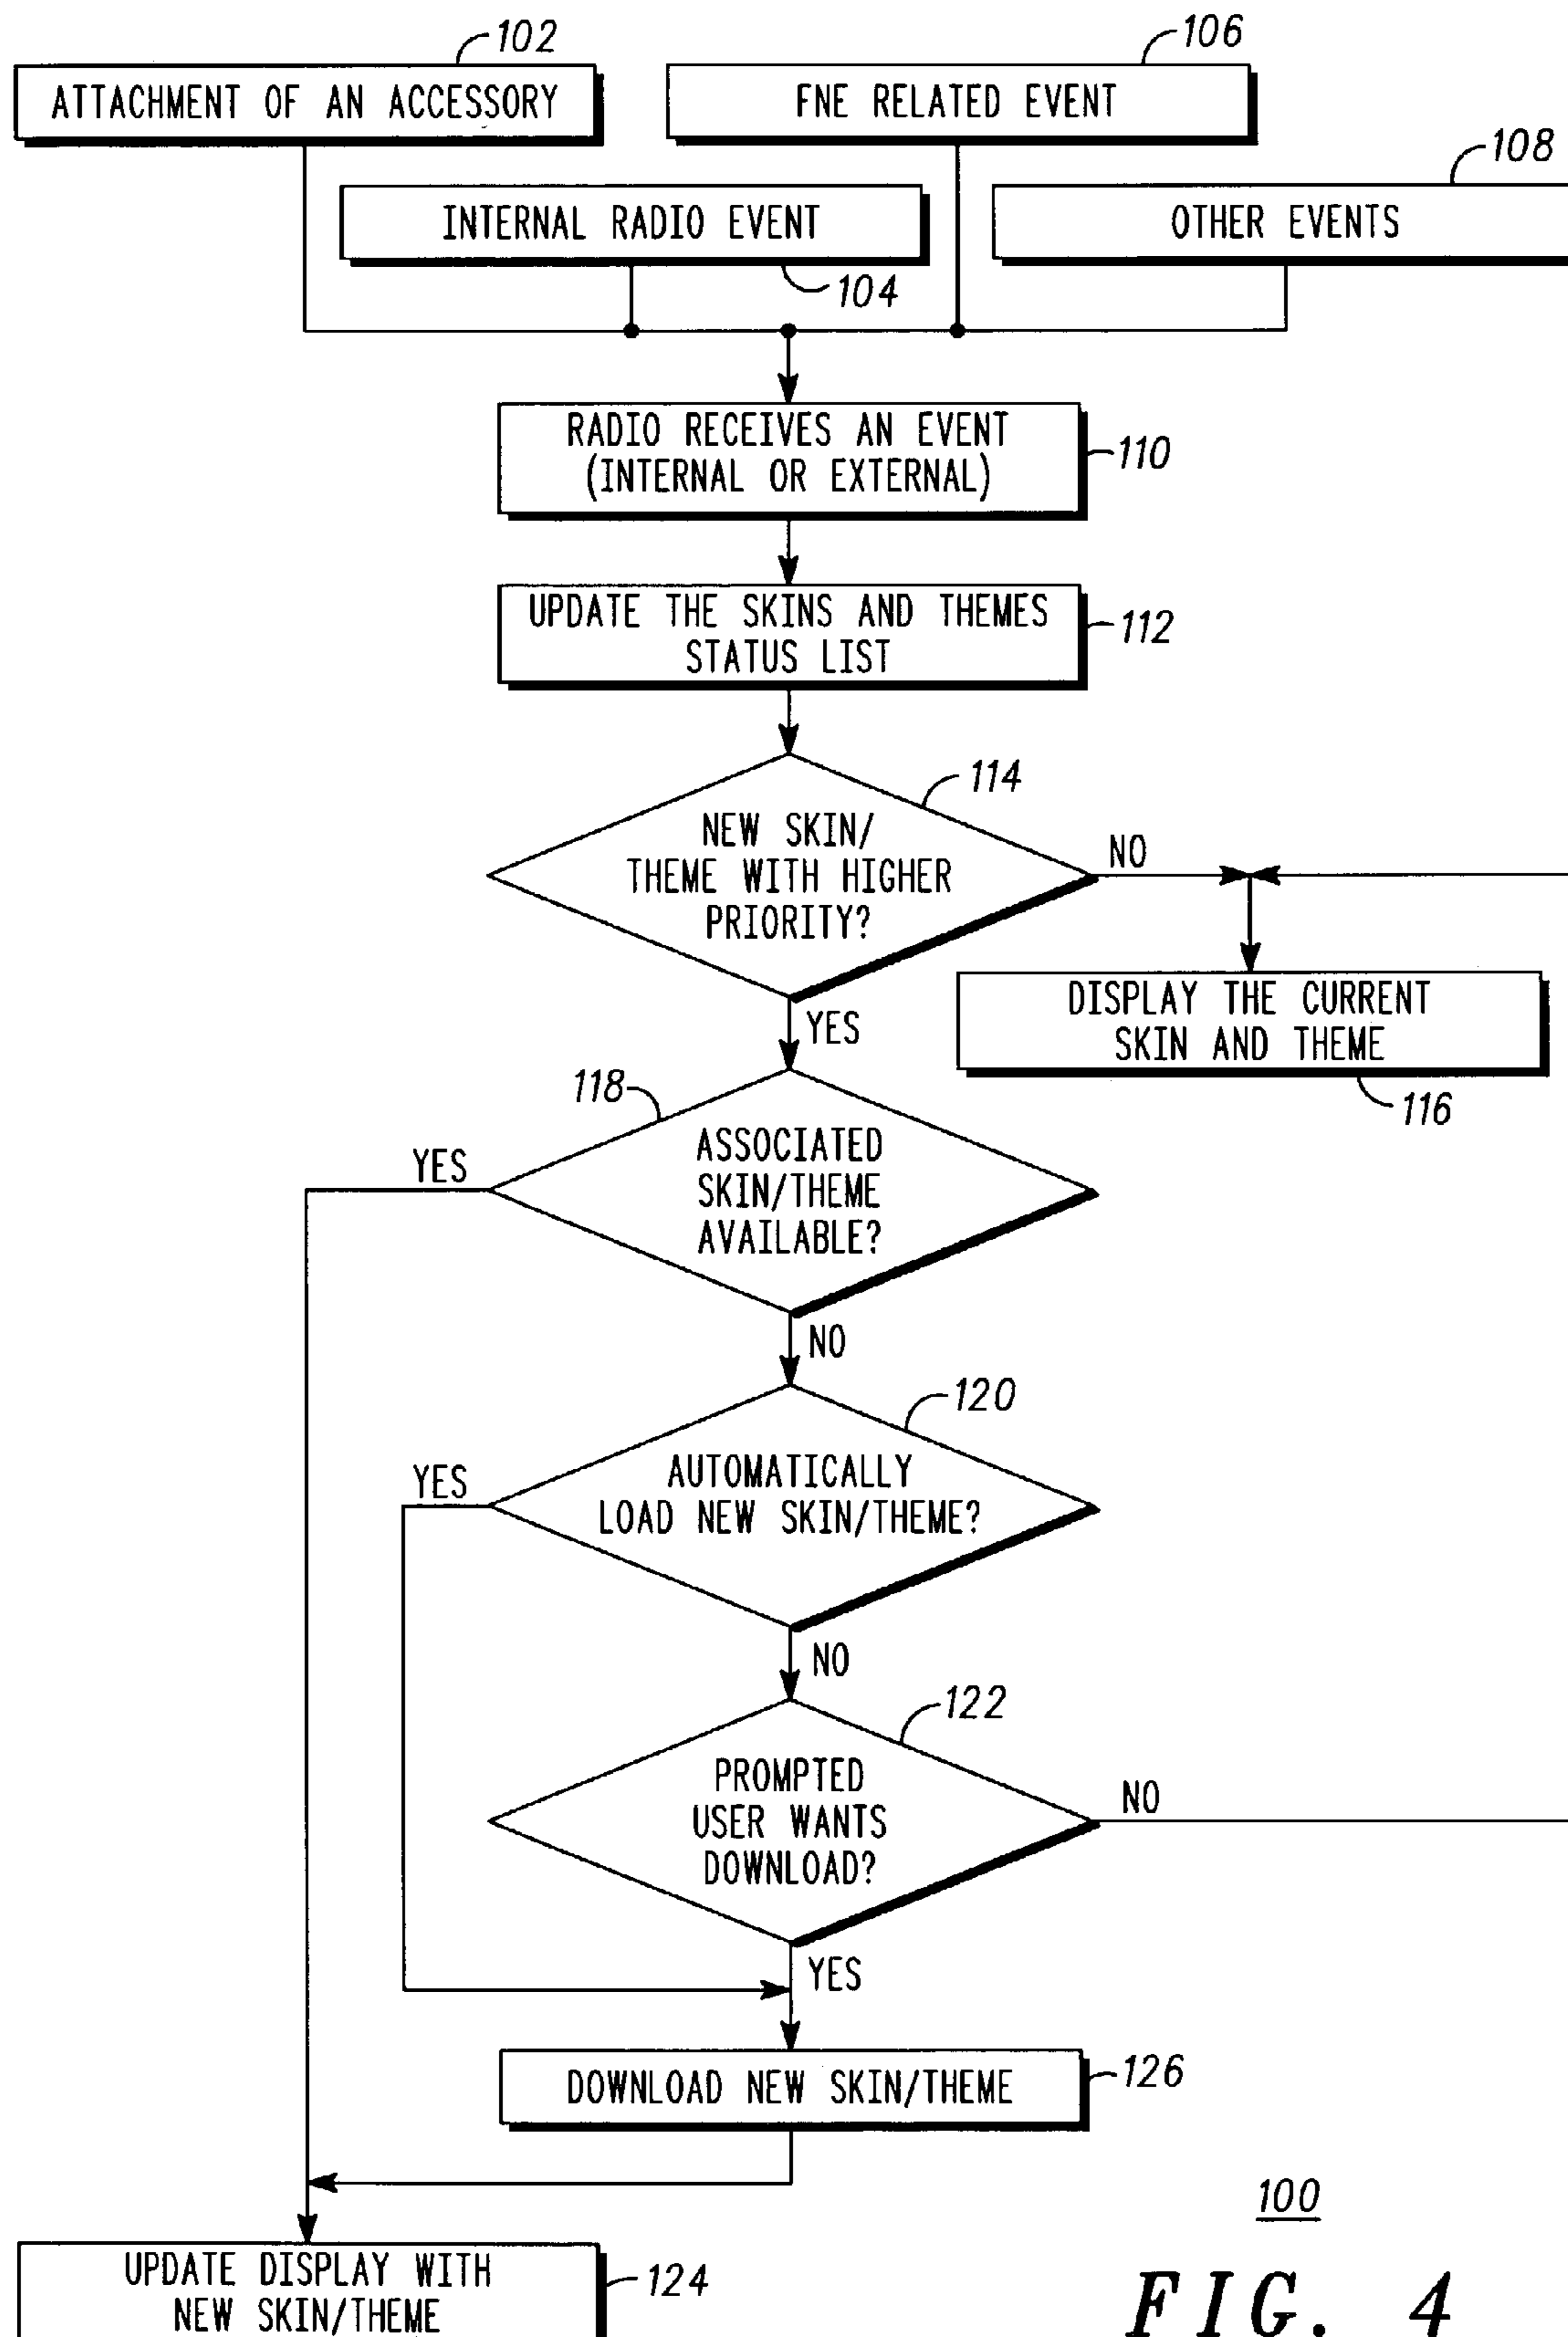 102
ATTACHMENT OF AN ACCESSORY
106
FNE RELATED EVENT
108
INTERNAL RADIO EVENT
104
OTHER EVENTS
RADIO RECEIVES AN EVENT
(INTERNAL OR EXTERNAL)
110
UPDATE THE SKINS AND THEMES
STATUS LIST
112
114
NEW SKIN/
THEME WITH HIGHER
PRIORITY?
NO
YES
DISPLAY THE CURRENT
SKIN AND THEME
116
118
ASSOCIATED
SKIN/THEME
AVAILABLE?
YES
NO
120
AUTOMATICALLY
LOAD NEW SKIN/THEME?
YES
NO
122
PROMPTED
USER WANTS
DOWNLOAD?
NO
YES
DOWNLOAD NEW SKIN/THEME
126
UPDATE DISPLAY WITH
NEW SKIN/THEME
124
100
FIG. 4